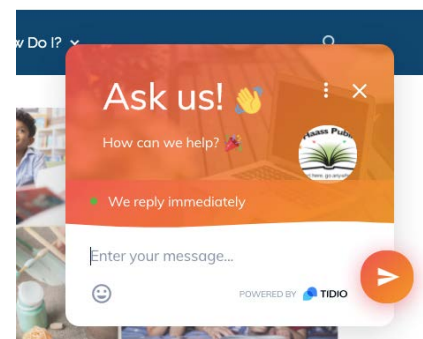 Do I?
Ask us!
How can we help?
Haass Publ
We reply immediately
Enter your message...
POWERED BY TIDIO